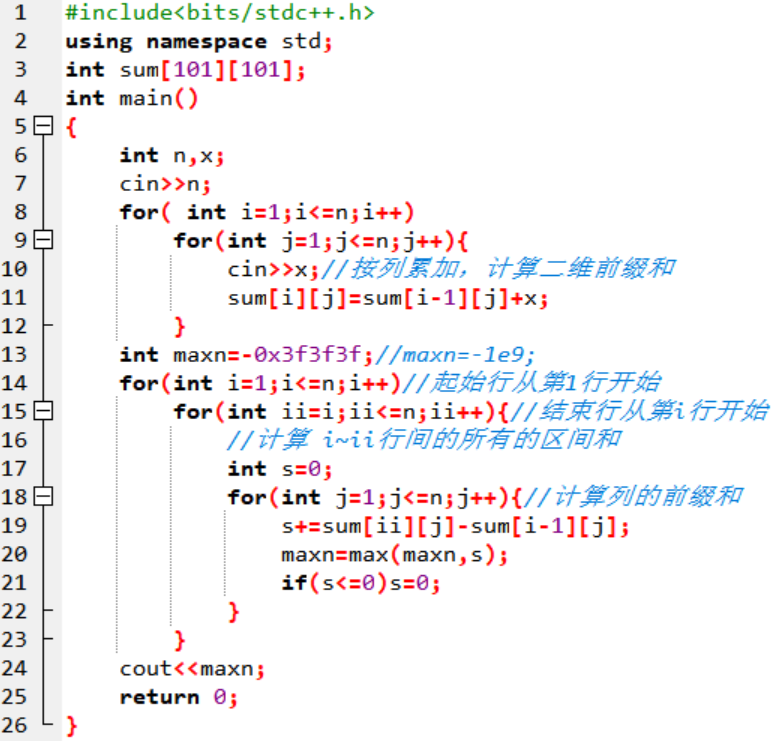 1 #include<bits/stdc++.h>
2 using namespace std;
3 int sum[101][101];
4 int main()
5 {
6 int n,x;
7 cin>>n;
8 for( int i=1;i<=n;i++)
9 for(int j=1;j<=n;j++){
10 cin>>x;//按列累加，计算二维前缀和
11 sum[i][j]=sum[i-1][j]+x;
12 }
13 int maxn=-0x3f3f3f;//maxn=-1e9;
14 for(int i=1;i<=n;i++)//起始行从第1行开始
15 for(int ii=i;ii<=n;ii++){//结束行从第i行开始
16 //计算 i~ii行间的所有的区间和
17 int s=0;
18 for(int j=1;j<=n;j++){//计算列的前缀和
19 s+=sum[ii][j]-sum[i-1][j];
20 maxn=max(maxn,s);
21 if(s<=0)s=0;
22 }
23 }
24 cout<<maxn;
25 return 0;
26 }